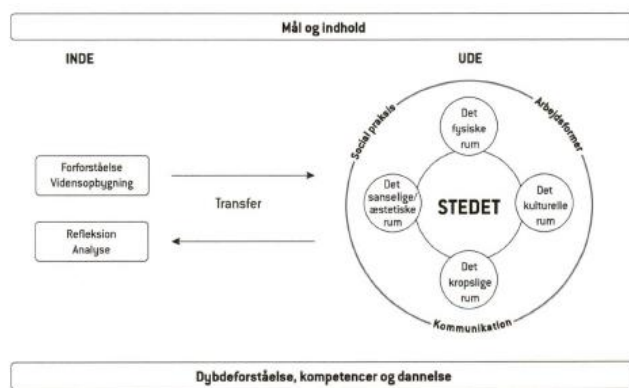 Mål og indhold
INDE
UDE
Social praksis
Arbejdsformer
Det
fysiske
rum
Forforståelse
Vidensopbygning
Transfer
Det
sanselige/
æstetiske
rum
STEDET
Det
kulturelle
rum
Refleksion
Analyse
Det
kropslige
rum
Kommunikation
Dybdeforståelse, kompetencer og dannelse